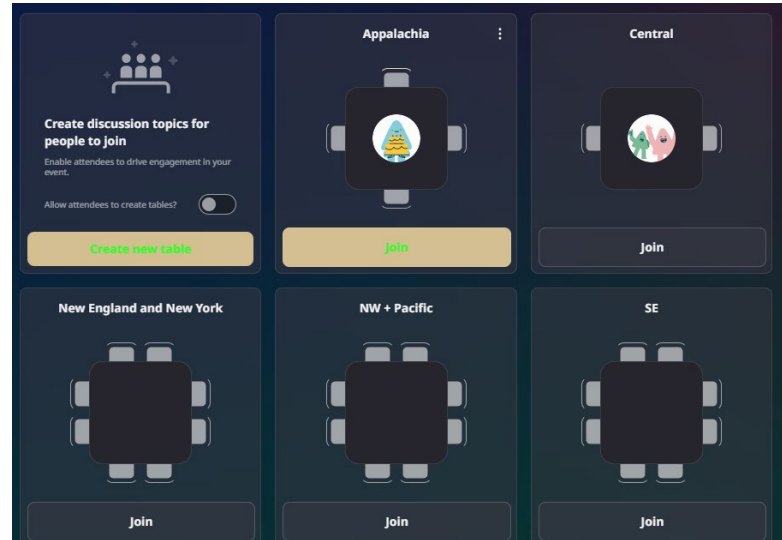 Create discussion topics for
people to join
Enable attendees to drive engagement in your
event.
Allow attendees to create tables?
Create new table
Appalachia
Join
Central
Join
New England and New York
Join
NW + Pacific
Join
SE
Join